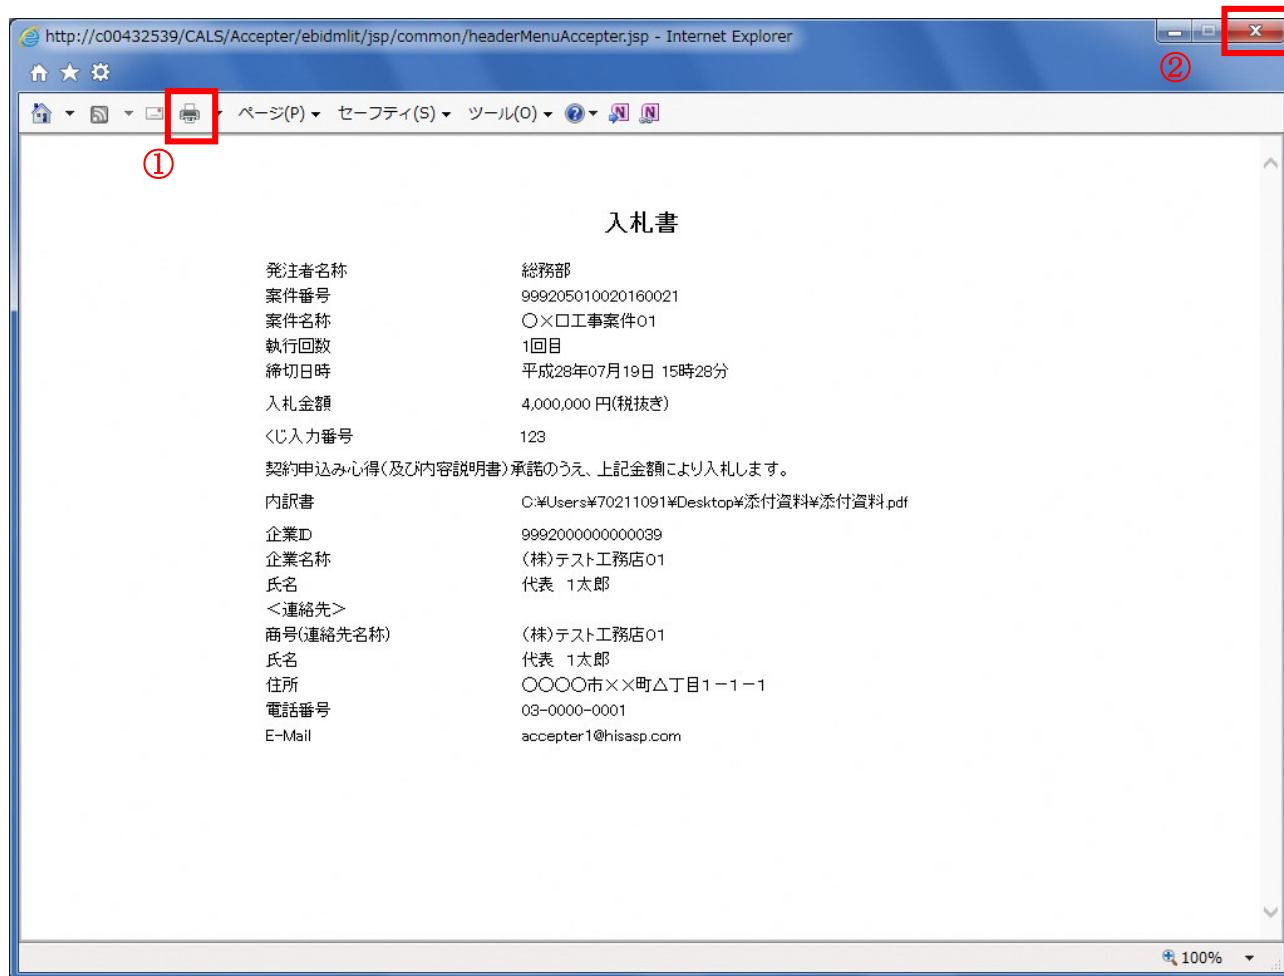 http://c00432539/CALS/Accepter/ebidmlit/jsp/common/headerMenuAccepter.jsp - Internet Explorer
②
ページ(P) セーフティ(S) ツール(O)
①
入札書
発注者名称 総務部
案件番号 999205010020160021
案件名称 〇×口工事案件01
執行回数 1回目
締切日時 平成28年07月19日 15時28分
入札金額 4,000,000 円(税抜き)
くじ入力番号 123
契約申込み心得(及び内容説明書)承諾のうえ、上記金額により入札します。
内訳書 C:¥Users¥70211091¥Desktop¥添付資料¥添付資料.pdf
企業ID 9992000000000039
企業名称 (株)テスト工務店01
氏名 代表 1太郎
<連絡先>
商号(連絡先名称) (株)テスト工務店01
氏名 代表 1太郎
住所 〇〇〇〇市××町△丁目1-1-1
電話番号 03-0000-0001
E-Mail accepter1@hisasp.com
100%